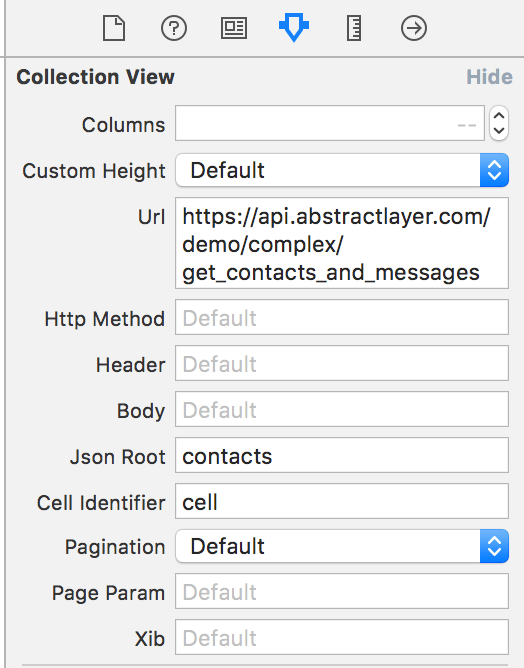 Collection View Hide
Columns --
Custom Height Default
Url https://api.abstractlayer.com/
demo/complex/
get_contacts_and_messages
Http Method Default
Header Default
Body Default
Json Root contacts
Cell Identifier cell
Pagination Default
Page Param Default
Xib Default